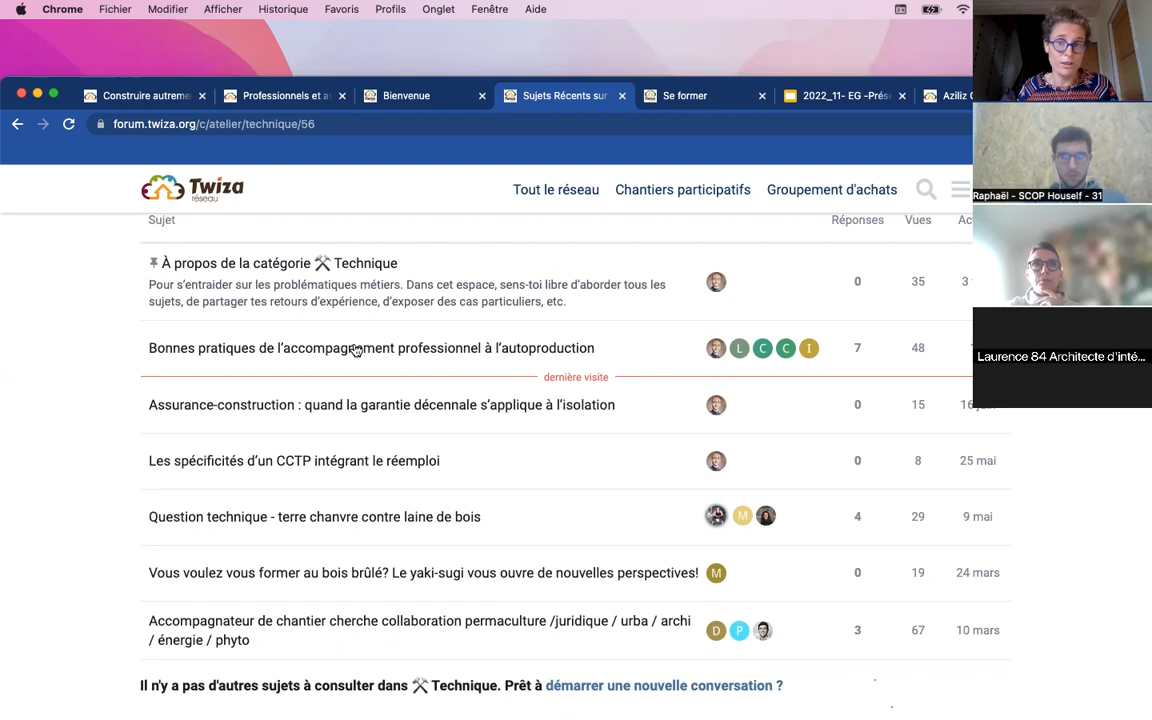 Chrome Fichier Modifier Afficher Historique Favoris Profils Onglet Fenêtre Aide
Construire autreme
Professionnels et a
Bienvenue
Sujets Récents sur
Se former
2022_11- EG -Prés
Aziliz
forum.twiza.org/c/atelier/technique/56
Twiza
réseau
Tout le réseau Chantiers participatifs Groupement d'achats
Sujet Réponses Vues Ac
À propos de la catégorie Technique
Pour s'entraider sur les problématiques métiers. Dans cet espace, sens-toi libre d'aborder tous les
sujets, de partager tes retours d'expérience, d'exposer des cas particuliers, etc.
0 35 3
Bonnes pratiques de l'accompagnement professionnel à l'autoproduction L C C I 7 48
dernière visite
Assurance-construction : quand la garantie décennale s'applique à l'isolation 0 15
Les spécificités d'un CCTP intégrant le réemploi 0 8 25 mai
Question technique - terre chanvre contre laine de bois M 4 29 9 mai
Vous voulez vous former au bois brûlé? Le yaki-sugi vous ouvre de nouvelles perspectives! M 0 19 24 mars
Accompagnateur de chantier cherche collaboration permaculture /juridique / urba / archi
/ énergie / phyto
D P 3 67 10 mars
Il n'y a pas d'autres sujets à consulter dans Technique. Prêt à démarrer une nouvelle conversation ?
Raphaël - SCOP Houself - 31
Laurence 84 Architecte d'inté...